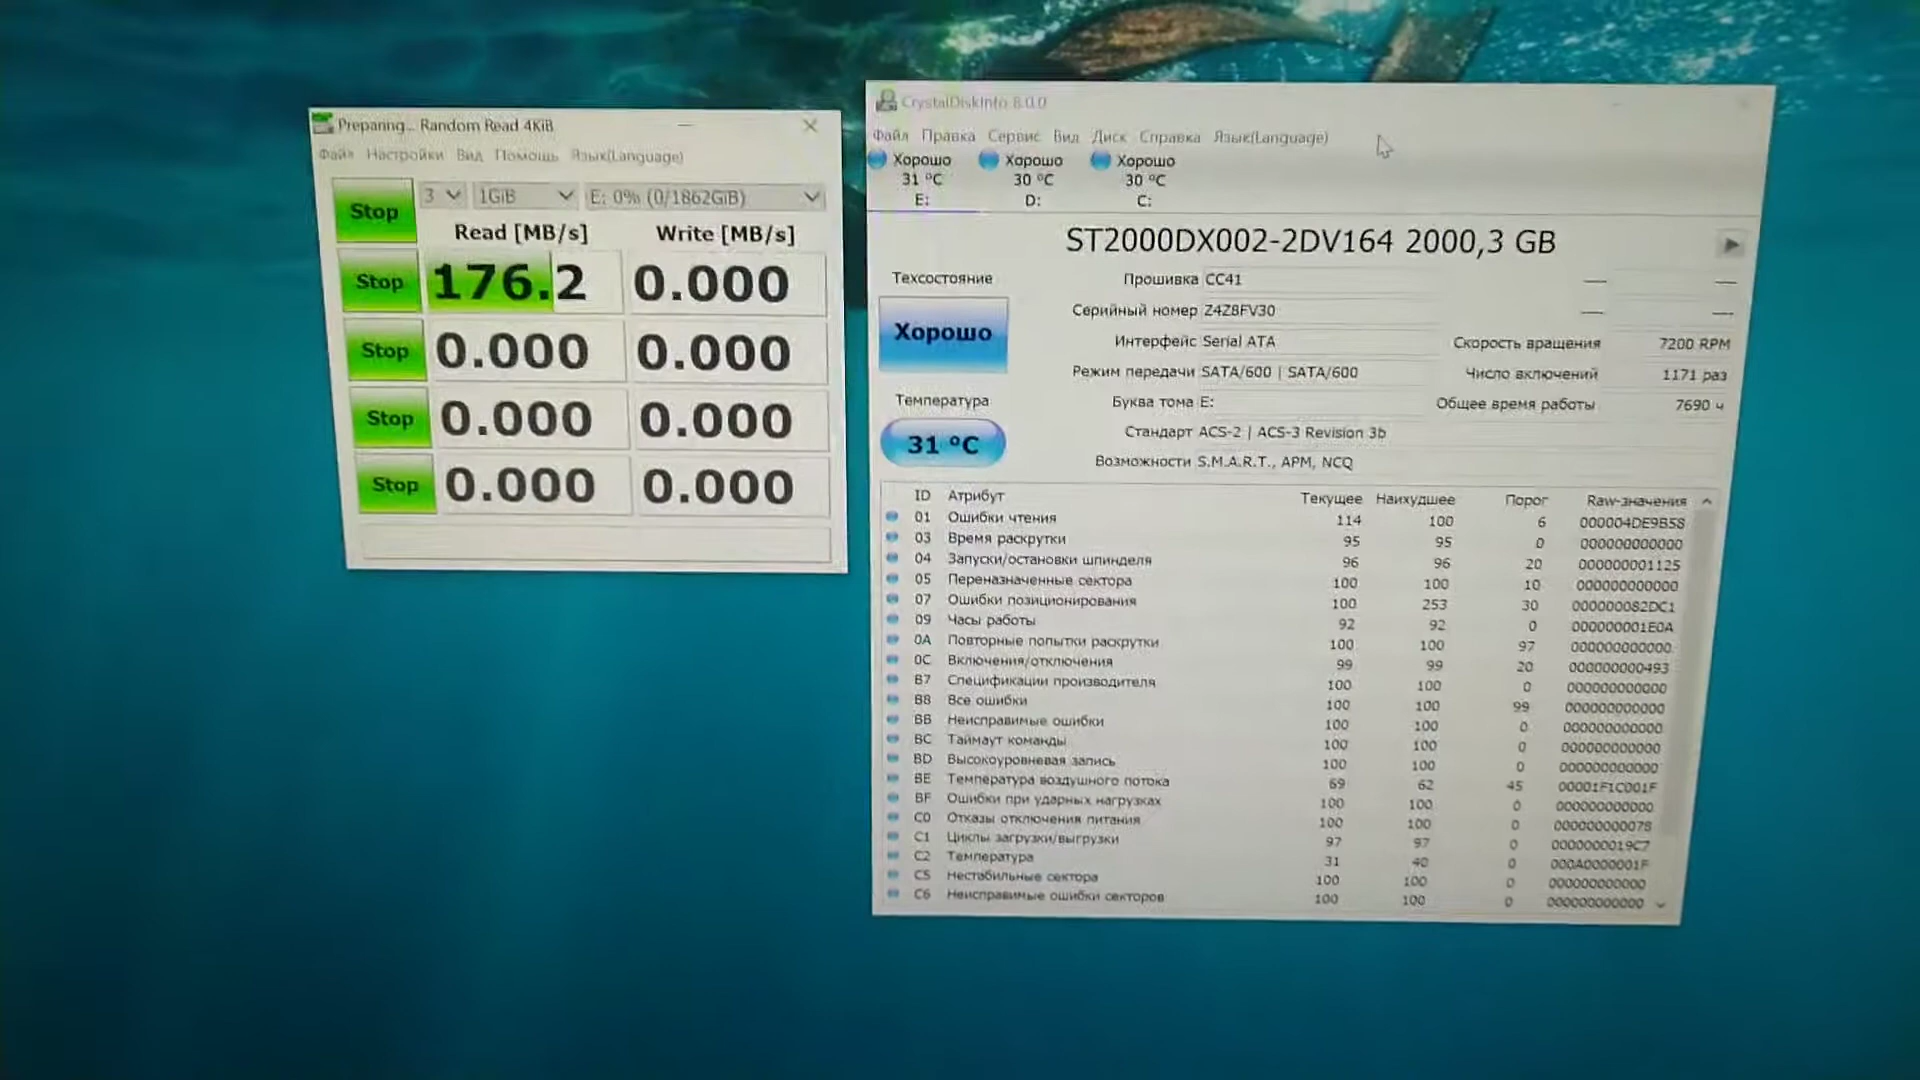 Preparing... Random Read 4KiB
Файл Настройки Вид Помощь Язык(Language)
Stop 3 1GiB E: 0% (0/1862GiB)
Read [MB/s] Write [MB/s]
Stop 176.2 0.000
Stop 0.000 0.000
Stop 0.000 0.000
Stop 0.000 0.000
CrystalDiskInfo 8.0.0
Файл Правка Сервис Вид Диск Справка Язык(Language)
Хорошо Хорошо Хорошо
31 °C 30 °C 30 °C
E: D: C:
ST2000DX002-2DV164 2000,3 GB
Техсостояние
Хорошо
Температура
31 °C
Прошивка CC41 ---- ----
Серийный номер Z4Z8FV30 ---- ----
Интерфейс Serial ATA Скорость вращения 7200 RPM
Режим передачи SATA/600 | SATA/600 Число включений 1171 раз
Буква тома E: Общее время работы 7690 ч
Стандарт ACS-2 | ACS-3 Revision 3b
Возможности S.M.A.R.T., APM, NCQ
ID Атрибут Текущее Наихудшее Порог Raw-значения
01 Ошибки чтения 114 100 6 000004DE9B58
03 Время раскрутки 95 95 0 000000000000
04 Запуски/остановки шпинделя 96 96 20 000000001125
05 Переназначенные сектора 100 100 10 000000000000
07 Ошибки позиционирования 100 253 30 000000082DC1
09 Часы работы 92 92 0 000000001E0A
0A Повторные попытки раскрутки 100 100 97 000000000000
0C Включения/отключения 99 99 20 000000000493
B7 Спецификации производителя 100 100 0 000000000000
B8 Все ошибки 100 100 99 000000000000
BB Неисправимые ошибки 100 100 0 000000000000
BC Таймаут команды 100 100 0 000000000000
BD Высокоуровневая запись 100 100 0 000000000000
BE Температура воздушного потока 69 62 45 00001F1C001F
BF Ошибки при ударных нагрузках 100 100 0 000000000000
C0 Отказы отключения питания 100 100 0 000000000078
C1 Циклы загрузки/выгрузки 97 97 0 0000000019C7
C2 Температура 31 40 0 000A0000001F
C5 Нестабильные сектора 100 100 0 000000000000
C6 Неисправимые ошибки секторов 100 100 0 000000000000